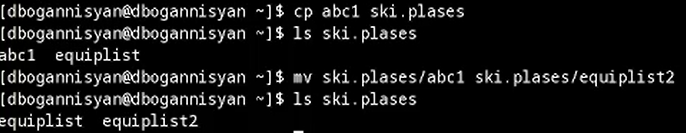 [dbogannisyan@dbogannisyan ~]$ cp abc1 ski.plases
[dbogannisyan@dbogannisyan ~]$ ls ski.plases
abc1  equiplist
[dbogannisyan@dbogannisyan ~]$ mv ski.plases/abc1 ski.plases/equiplist2
[dbogannisyan@dbogannisyan ~]$ ls ski.plases
equiplist  equiplist2